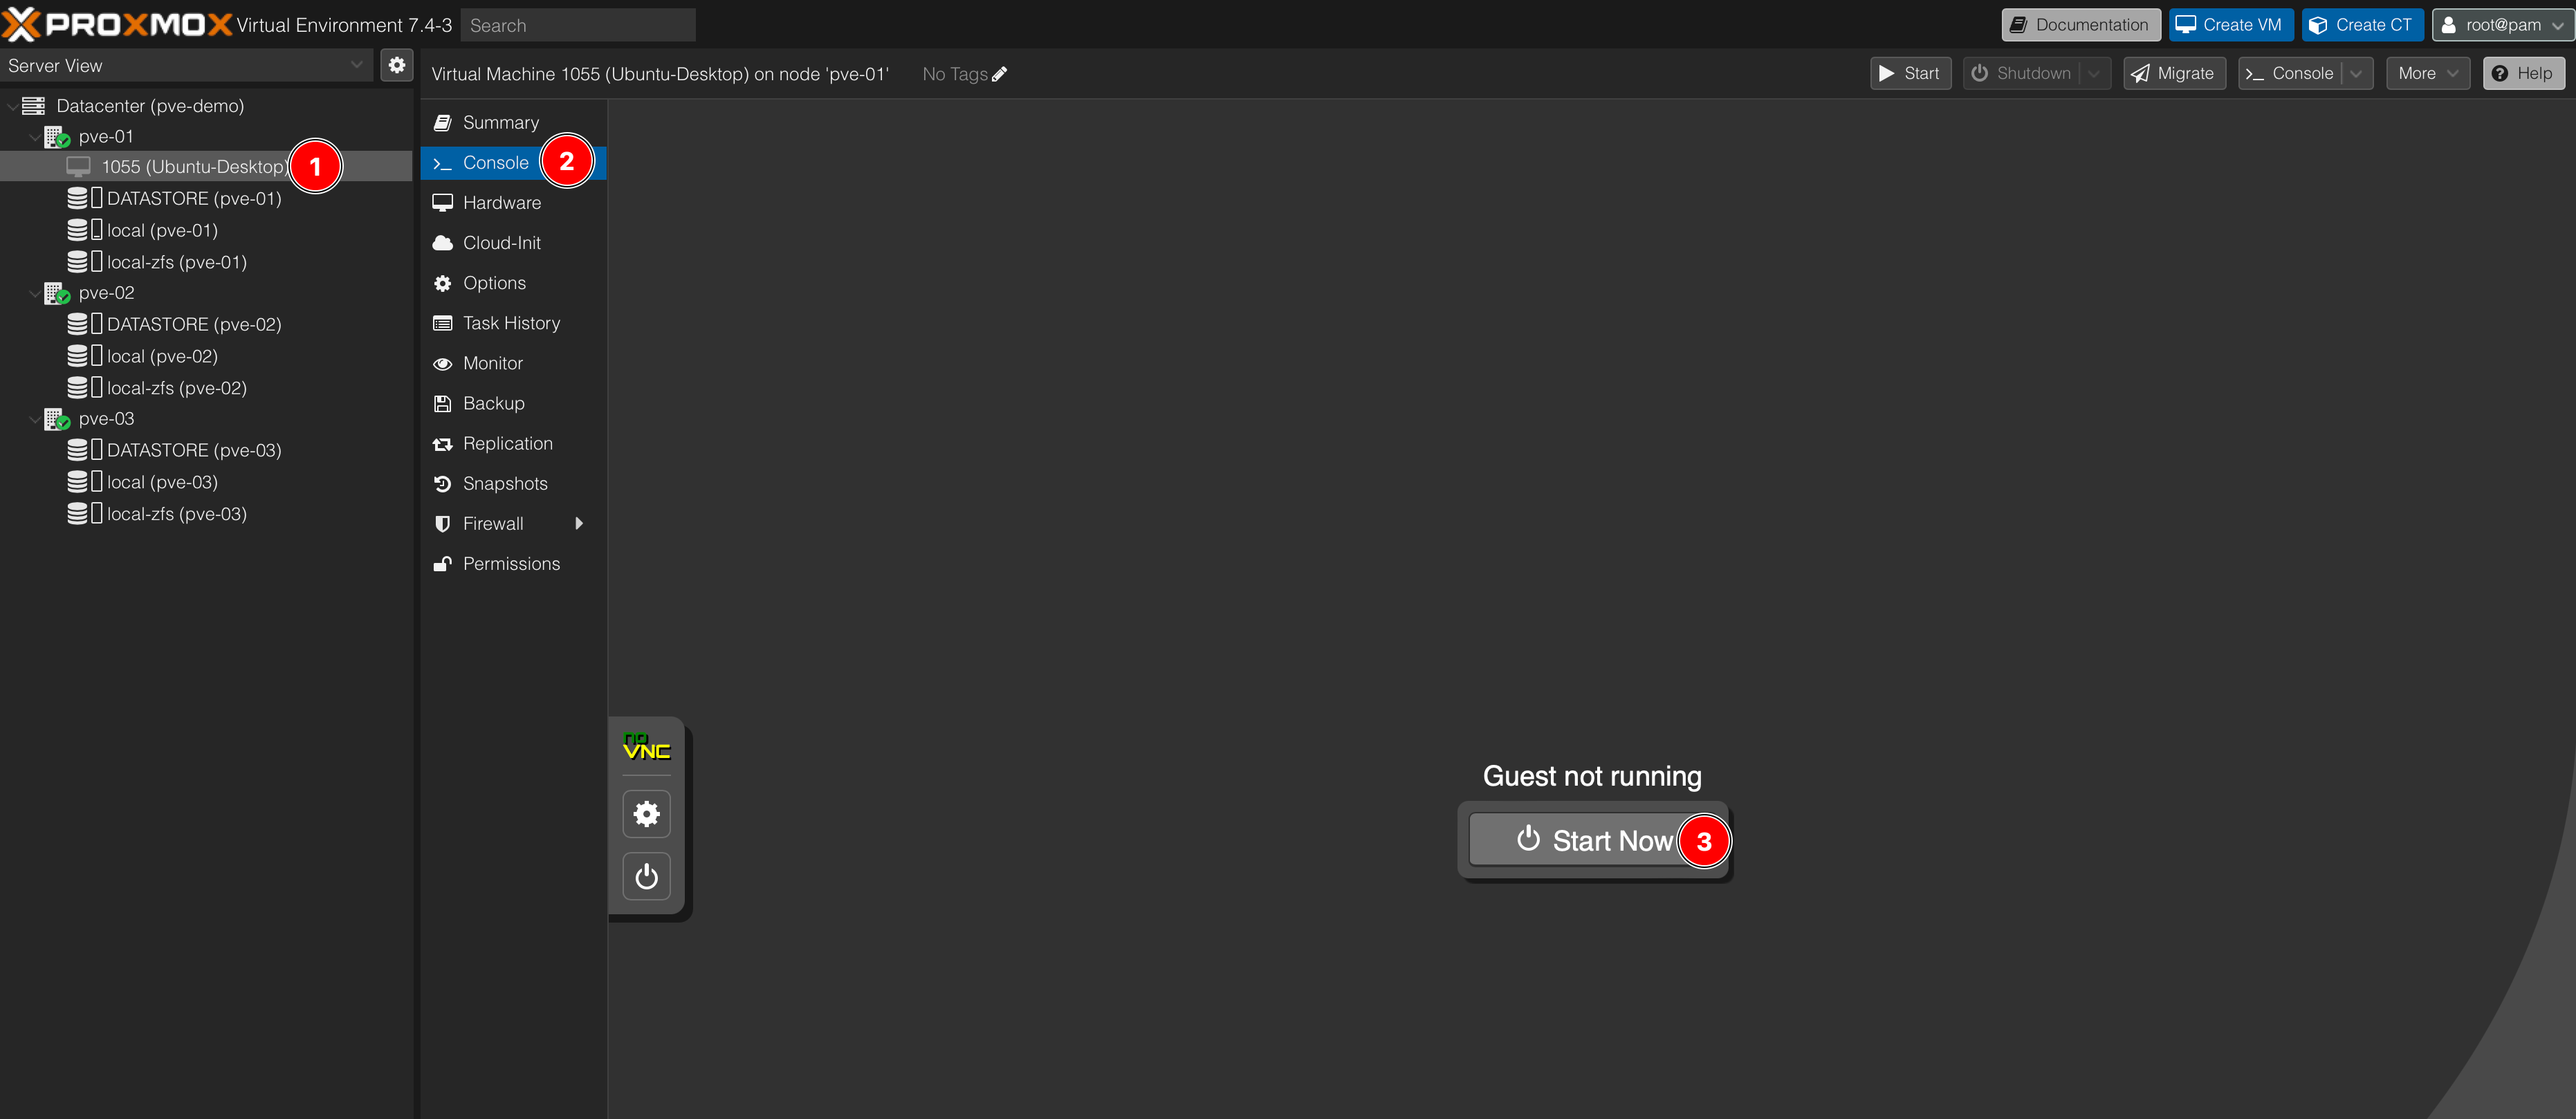 PROXMOX Virtual Environment 7.4-3 Search Documentation Create VM Create CT root@pam
Server View
Virtual Machine 1055 (Ubuntu-Desktop) on node 'pve-01' No Tags Start Shutdown Migrate Console More Help
Datacenter (pve-demo)
pve-01
1055 (Ubuntu-Desktop) 1
DATASTORE (pve-01)
local (pve-01)
local-zfs (pve-01)
pve-02
DATASTORE (pve-02)
local (pve-02)
local-zfs (pve-02)
pve-03
DATASTORE (pve-03)
local (pve-03)
local-zfs (pve-03)
Summary
Console 2
Hardware
Cloud-Init
Options
Task History
Monitor
Backup
Replication
Snapshots
Firewall
Permissions
no
VNC
Guest not running
Start Now 3